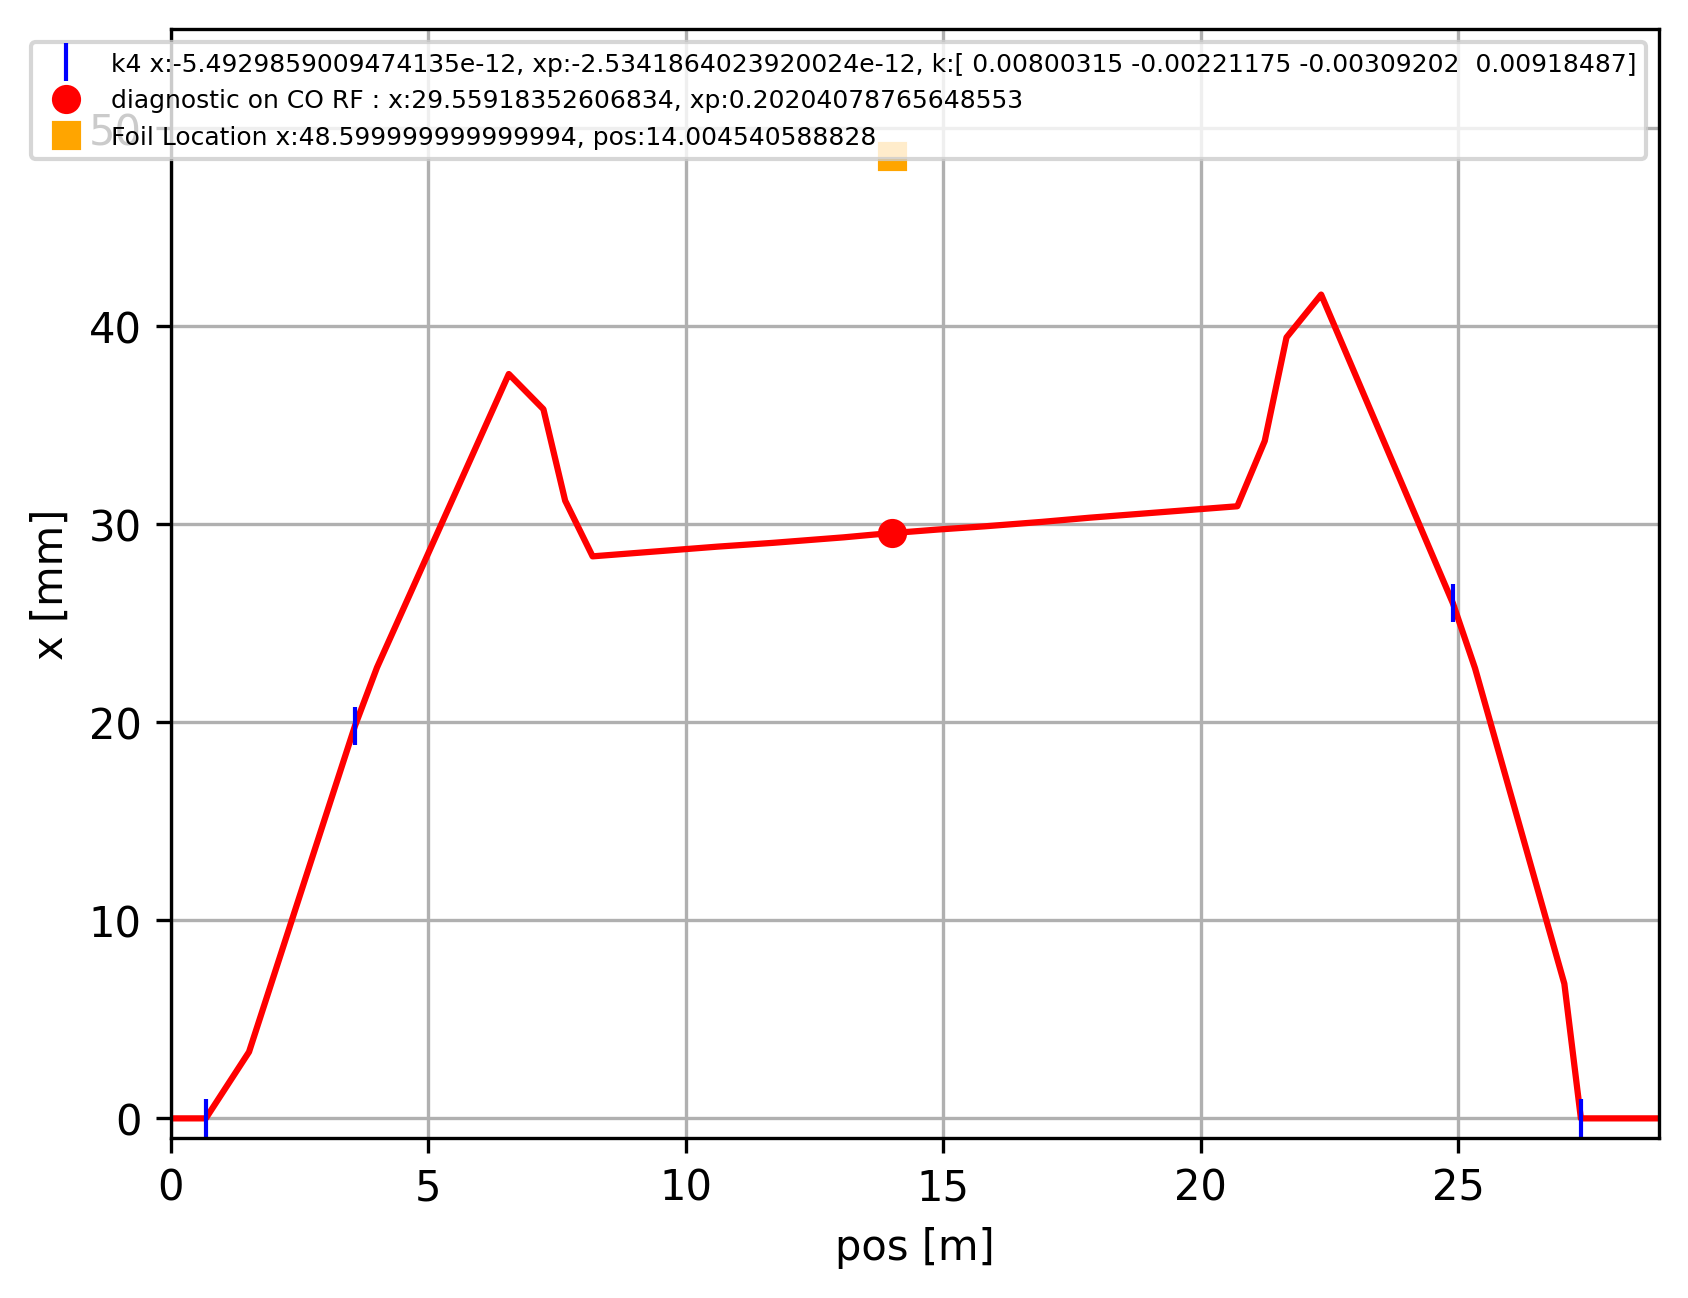 k4 x:-5.4929859009474135e-12, xp:-2.5341864023920024e-12, k:[ 0.00800315 -0.00221175 -0.00309202  0.00918487]
diagnostic on CO RF : x:29.55918352606834, xp:0.20204078765648553
Foil Location x:48.599999999999994, pos:14.004540588828
50
40
30
20
10
0
x [mm]
0 5 10 15 20 25
pos [m]